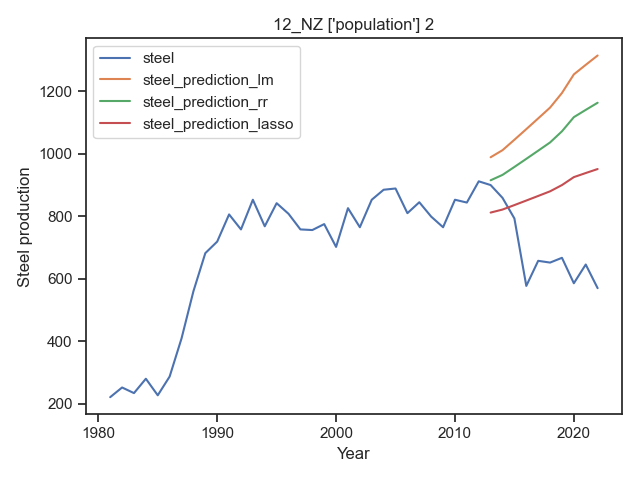 12_NZ ['population'] 2
steel
steel_prediction_lm
steel_prediction_rr
steel_prediction_lasso
Steel production
1200
1000
800
600
400
200
1980
1990
2000
2010
2020
Year